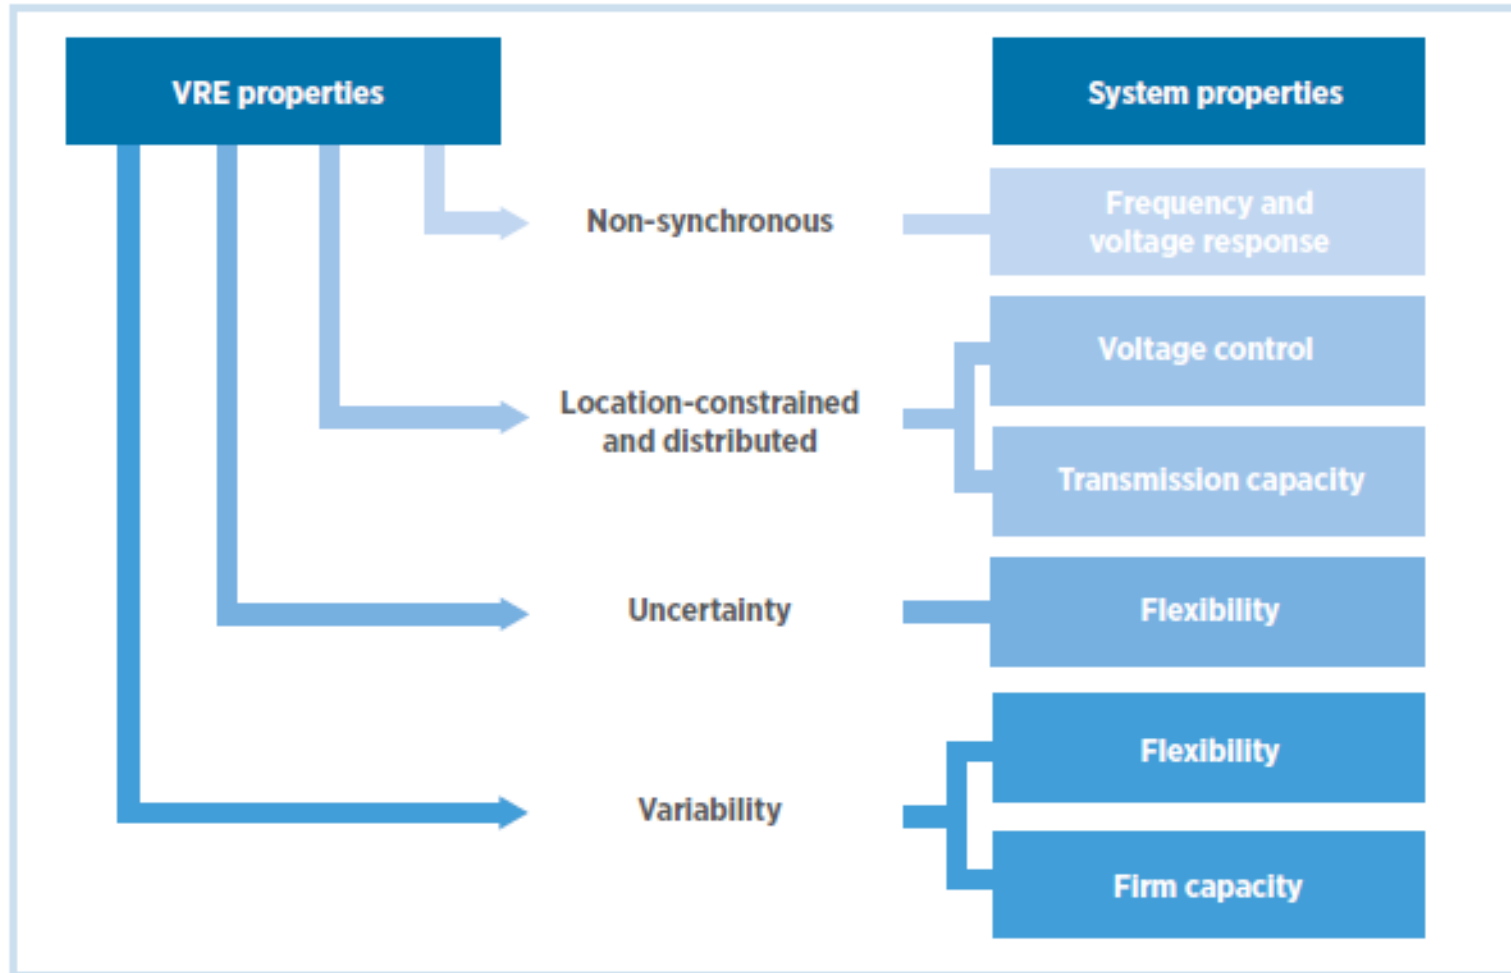 VRE properties
System properties
Non-synchronous
Frequency and
voltage response
Location-constrained
and distributed
Voltage control
Transmission capacity
Uncertainty
Flexibility
Variability
Flexibility
Firm capacity